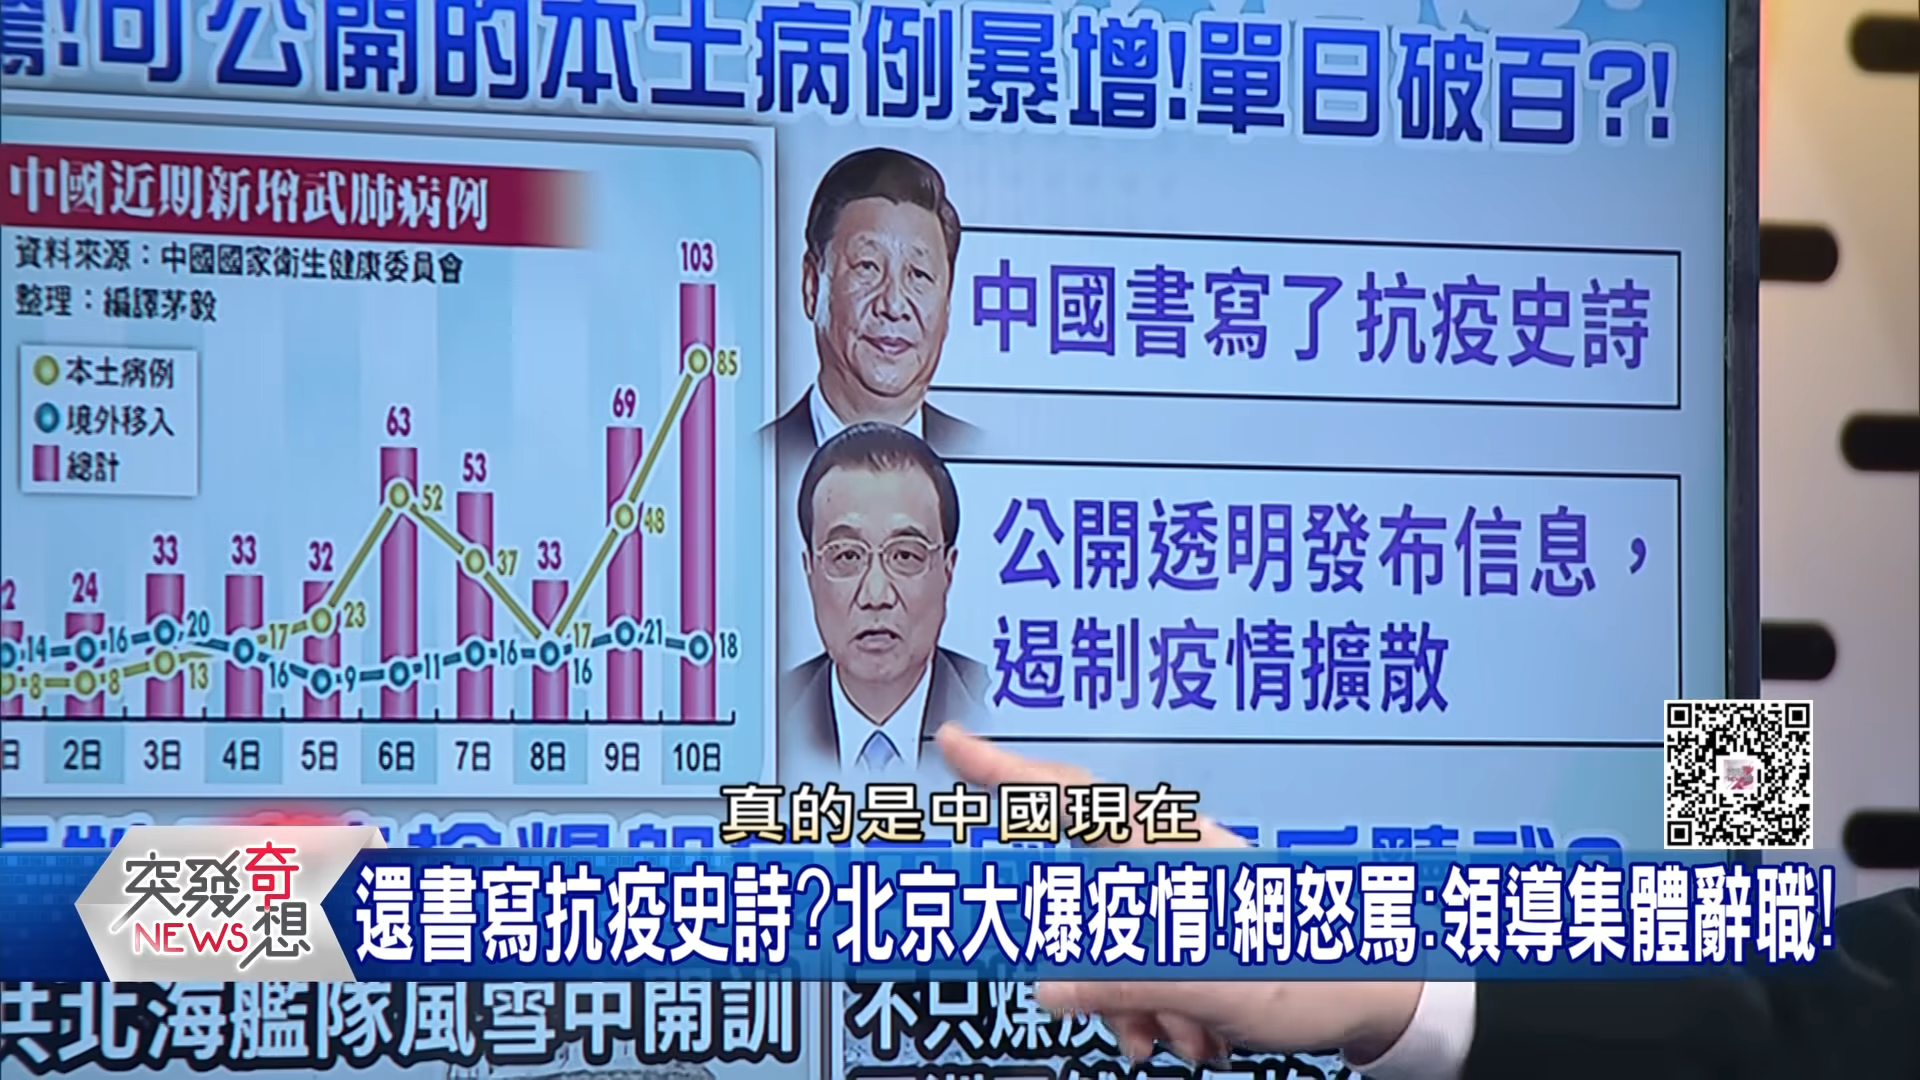 !可公開的本土病例暴增!單日破百?!
中國近期新增武肺病例
資料來源：中國國家衛生健康委員會
整理：編譯茅毅
本土病例
境外移入
總計
24
33
33
32
63
53
33
69
103
8
8
13
17
23
52
37
17
48
85
14
16
20
16
9
11
16
16
21
18
日
2日
3日
4日
5日
6日
7日
8日
9日
10日
中國書寫了抗疫史詩
公開透明發布信息，
遏制疫情擴散
真的是中國現在
突發奇想
NEWS
還書寫抗疫史詩?北京大爆疫情!網怒罵:領導集體辭職!
共北海艦隊風雪中開訓
不只煤